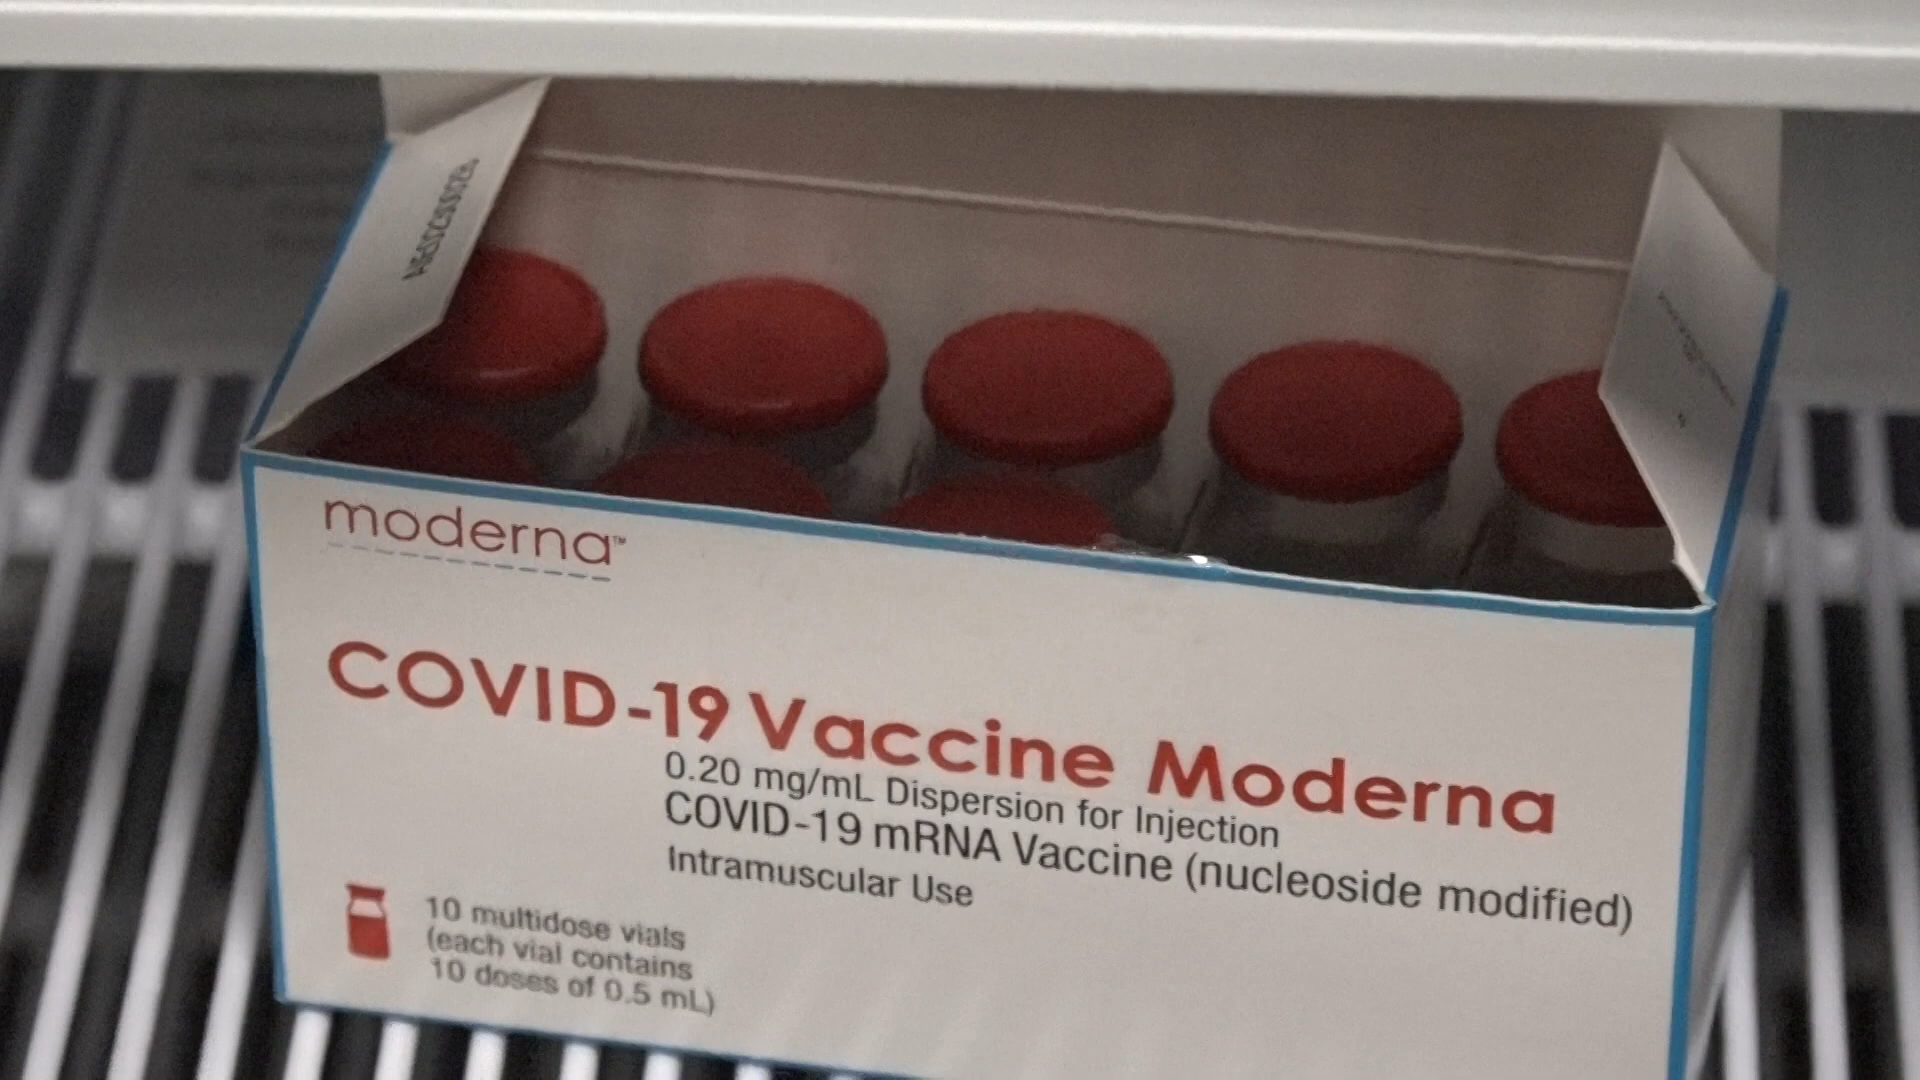 moderna™
COVID-19 Vaccine Moderna
0.20 mg/mL Dispersion for Injection
COVID-19 mRNA Vaccine (nucleoside modified)
Intramuscular Use
10 multidose vials
(each vial contains
10 doses of 0.5 mL)